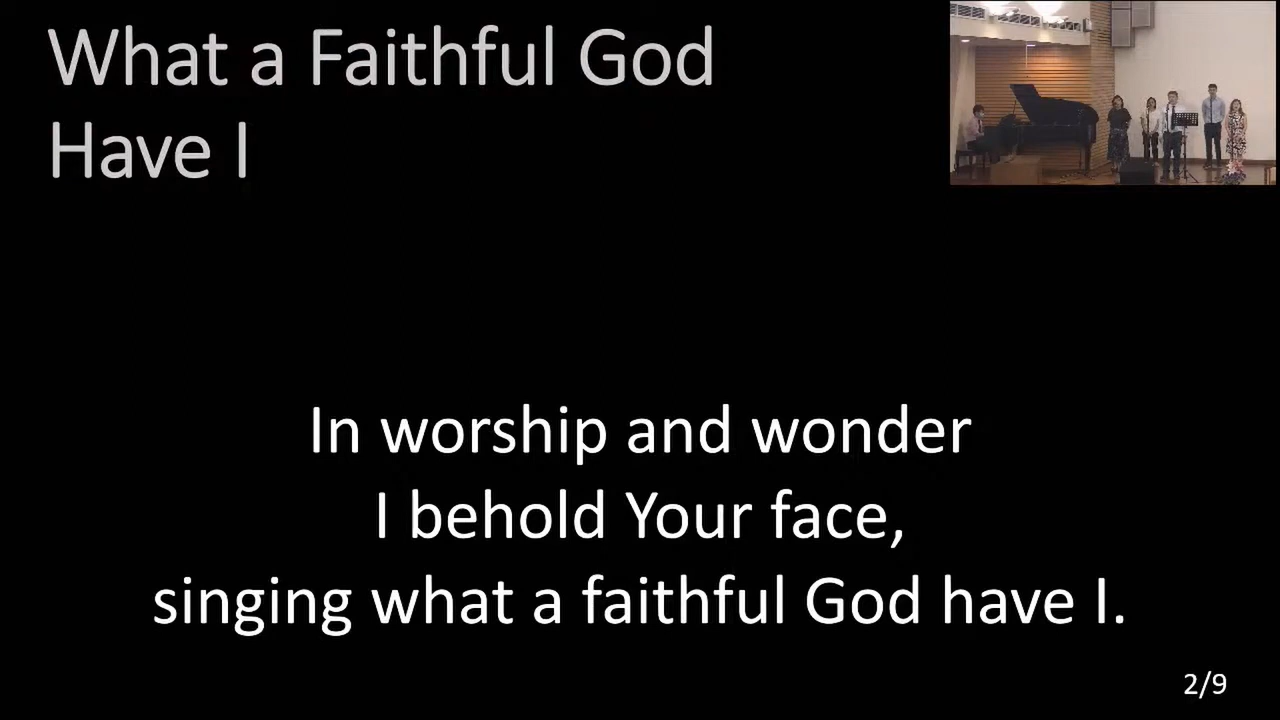 What a Faithful God
Have I
In worship and wonder
I behold Your face,
singing what a faithful God have I.
2/9